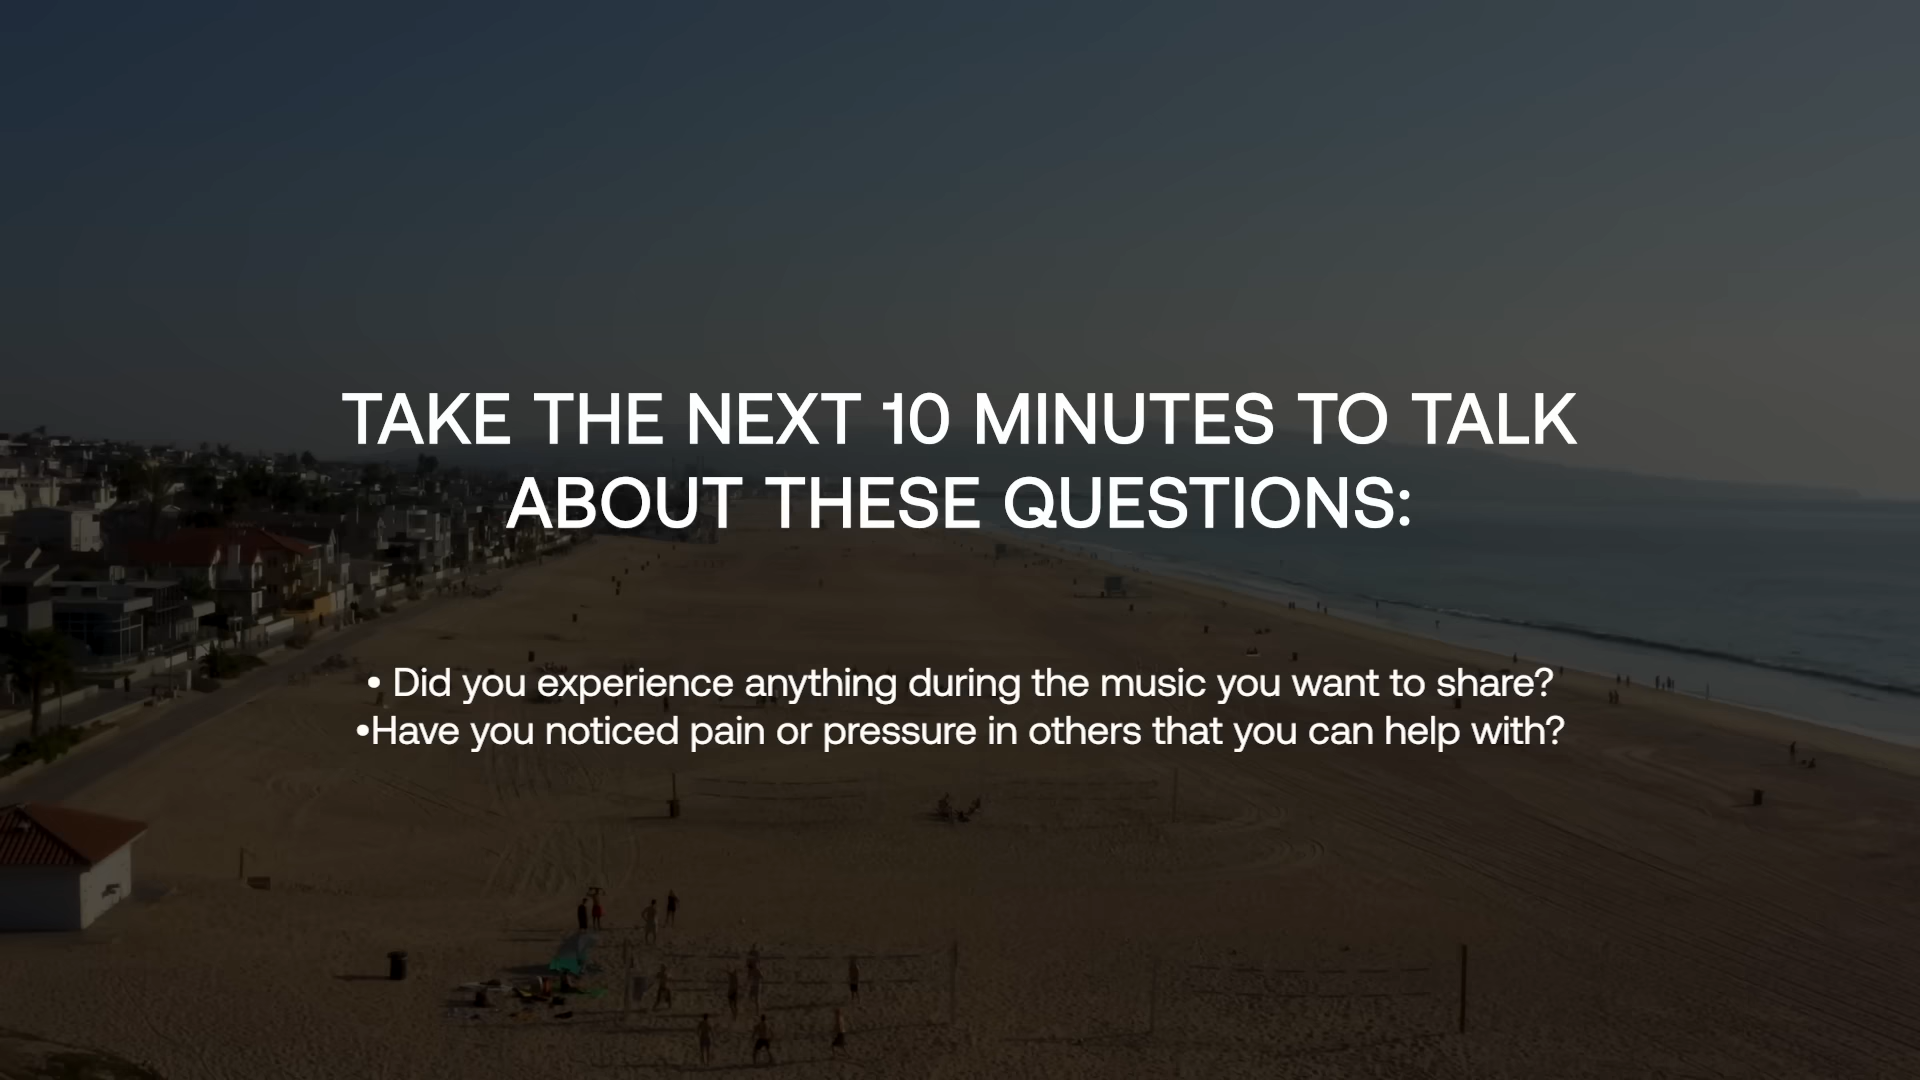 TAKE THE NEXT 10 MINUTES TO TALK
ABOUT THESE QUESTIONS:
• Did you experience anything during the music you want to share?
•Have you noticed pain or pressure in others that you can help with?